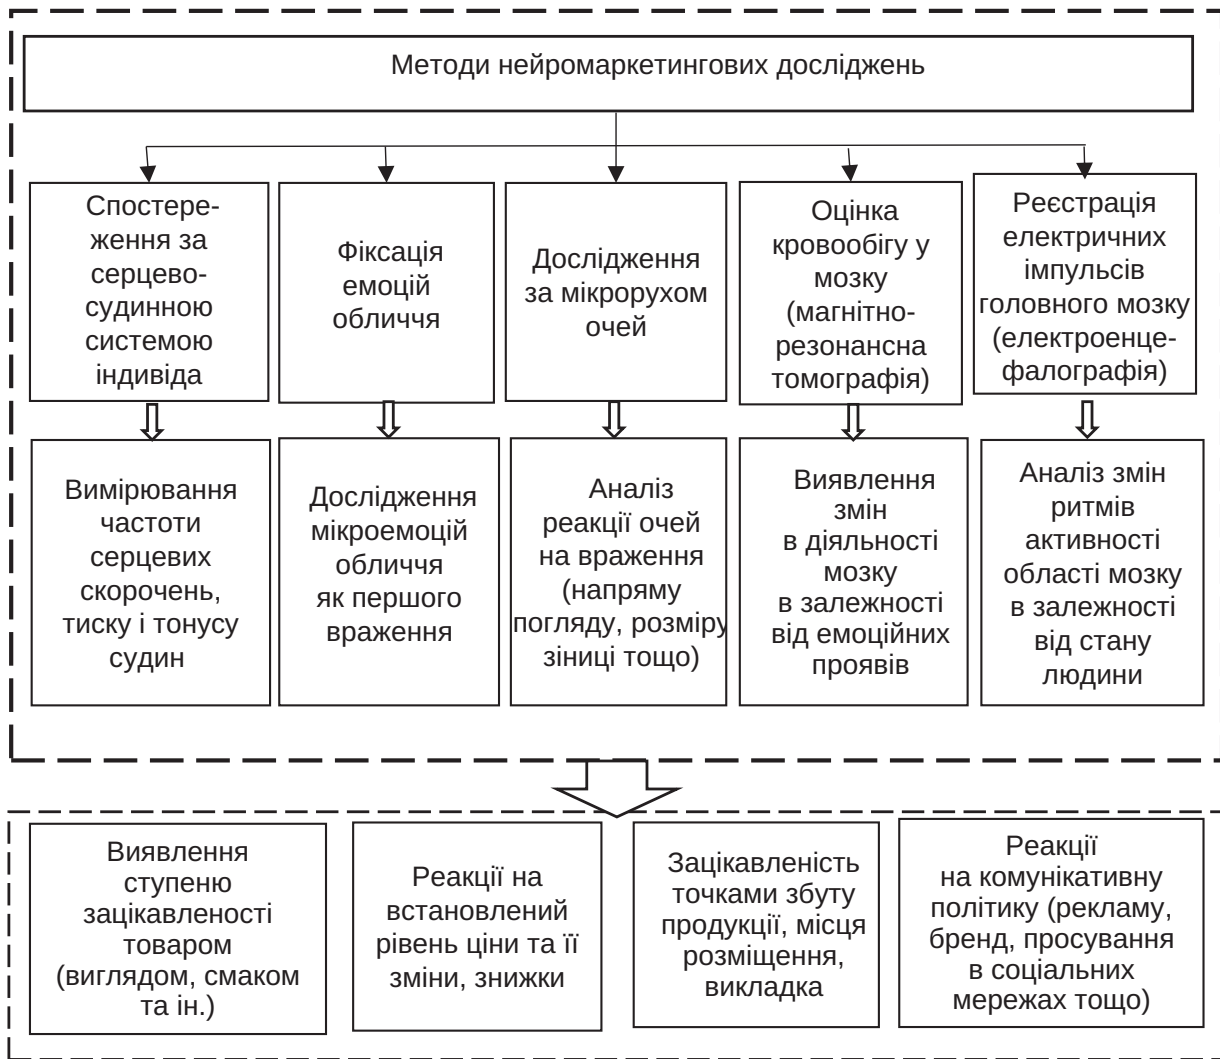 Методи нейромаркетингових досліджень
Спостере-
ження за
серцево-
судинною
системою
індивіда
Фіксація
емоцій
обличчя
Дослідження
за мікрорухом
очей
Оцінка
кровообігу у
мозку
(магнітно-
резонансна
томографія)
Реєстрація
електричних
імпульсів
головного мозку
(електроенце-
фалографія)
Вимірювання
частоти
серцевих
скорочень,
тиску і тонусу
судин
Дослідження
мікроемоцій
обличчя
як першого
враження
Аналіз
реакції очей
на враження
(напряму
погляду, розміру
зіниці тощо)
Виявлення
змін
в діяльності
мозку
в залежності
від емоційних
проявів
Аналіз змін
ритмів
активності
області мозку
в залежності
від стану
людини
Виявлення
ступеню
зацікавленості
товаром
(виглядом, смаком
та ін.)
Реакції на
встановлений
рівень ціни та її
зміни, знижки
Зацікавленість
точками збуту
продукції, місця
розміщення,
викладка
Реакції
на комунікативну
політику (рекламу,
бренд, просування
в соціальних
мережах тощо)